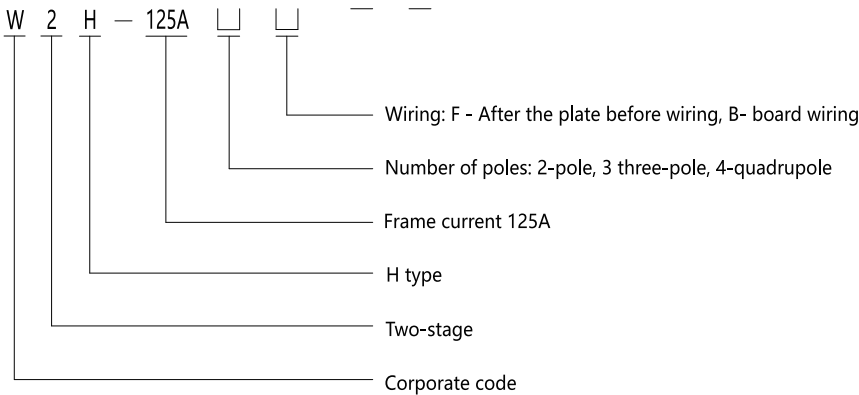 W 2 H — 125A
Wiring: F - After the plate before wiring, B- board wiring
Number of poles: 2-pole, 3 three-pole, 4-quadrupole
Frame current 125A
H type
Two-stage
Corporate code